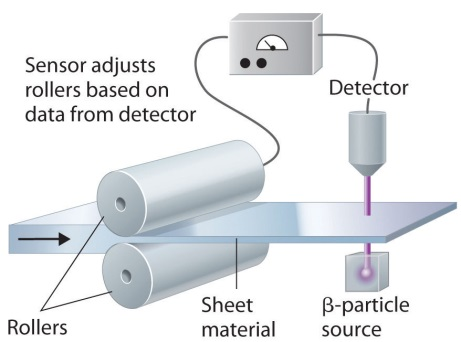 Sensor adjusts
rollers based on
data from detector
Detector
Rollers
Sheet
material
β-particle
source